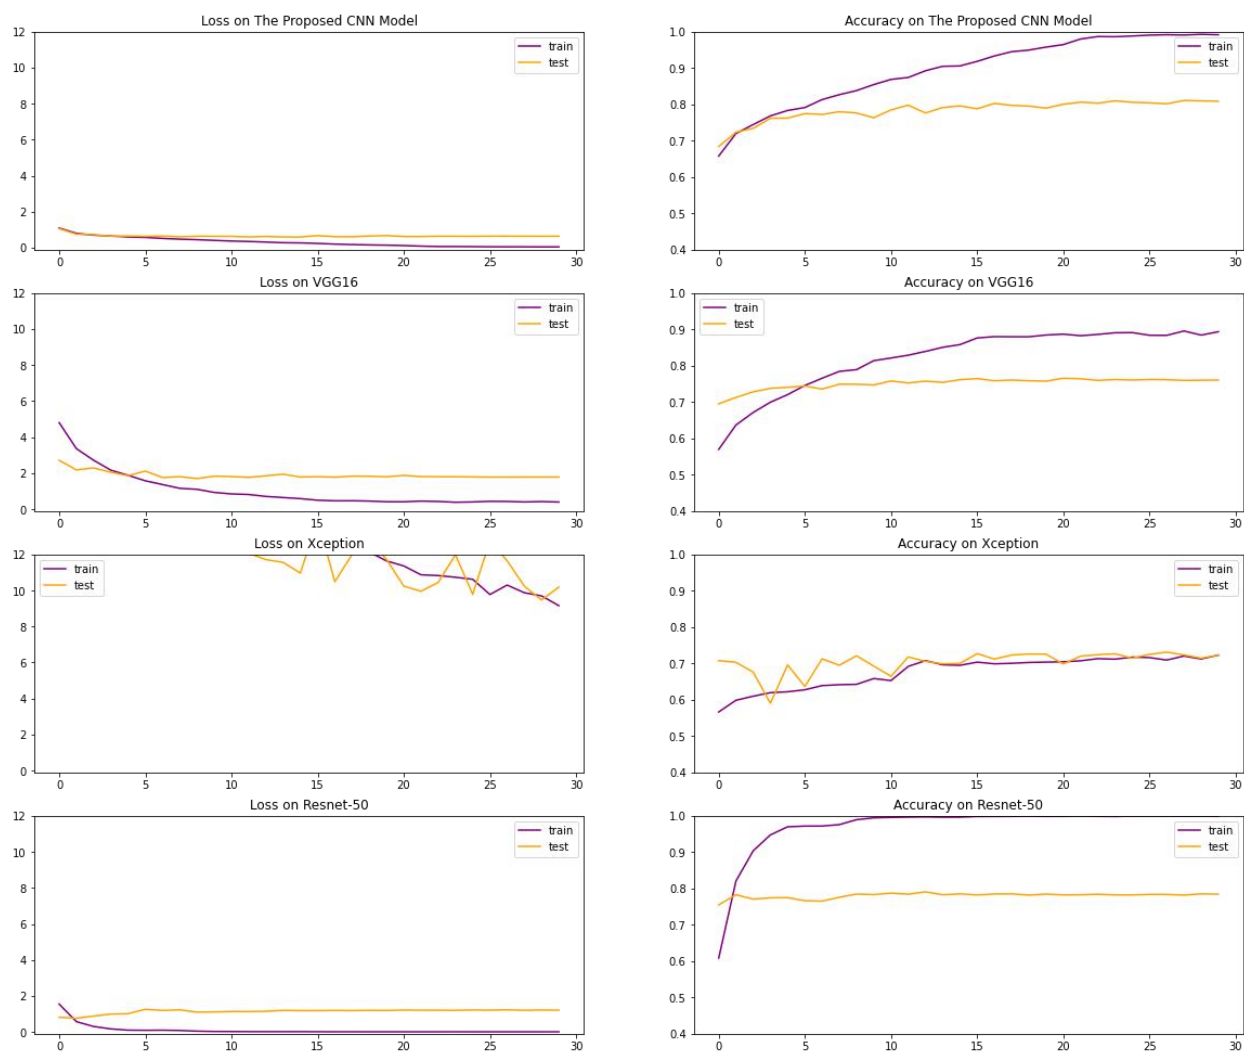 Loss on The Proposed CNN Model
12
10
8
6
4
2
0
train
test
0 5 10 15 20 25 30
Accuracy on The Proposed CNN Model
1.0
0.9
0.8
0.7
0.6
0.5
0.4
train
test
0 5 10 15 20 25 30
Loss on VGG16
12
10
8
6
4
2
0
train
test
0 5 10 15 20 25 30
Accuracy on VGG16
1.0
0.9
0.8
0.7
0.6
0.5
0.4
train
test
0 5 10 15 20 25 30
Loss on Xception
12
10
8
6
4
2
0
train
test
0 5 10 15 20 25 30
Accuracy on Xception
1.0
0.9
0.8
0.7
0.6
0.5
0.4
train
test
0 5 10 15 20 25 30
Loss on Resnet-50
12
10
8
6
4
2
0
train
test
0 5 10 15 20 25 30
Accuracy on Resnet-50
1.0
0.9
0.8
0.7
0.6
0.5
0.4
train
test
0 5 10 15 20 25 30